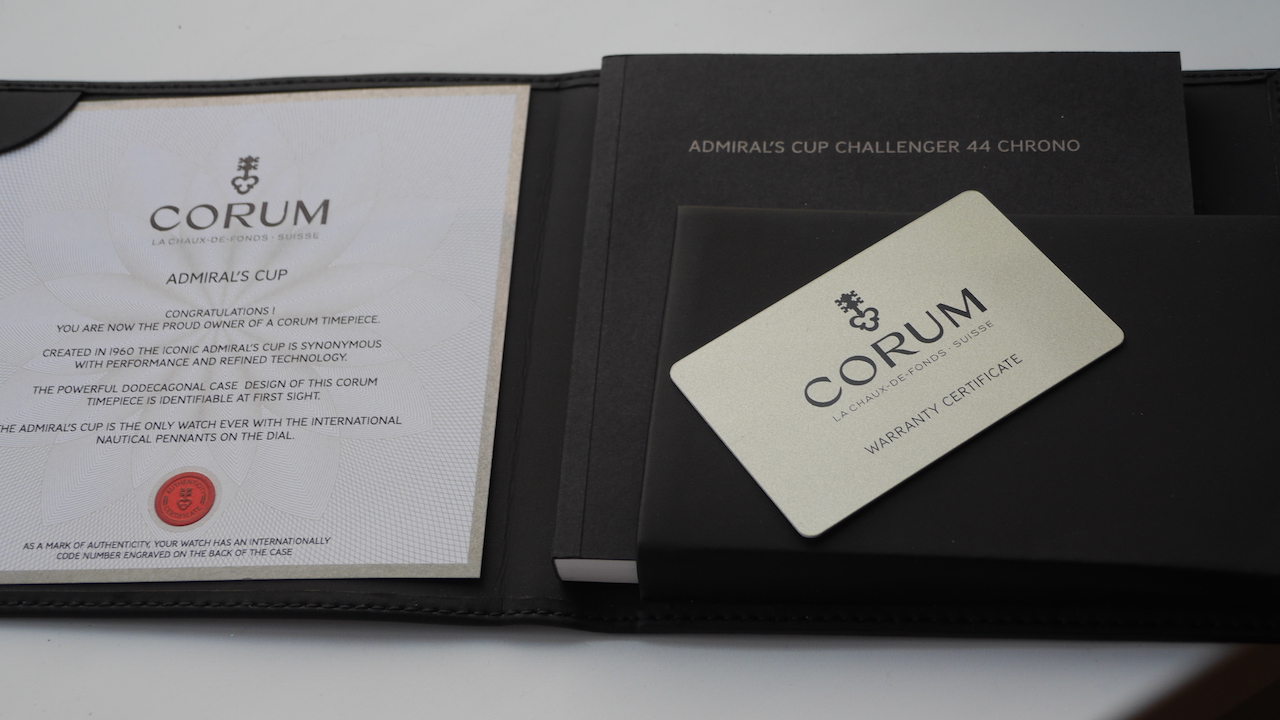 CORUM
LA CHAUX-DE-FONDS · SUISSE
ADMIRAL'S CUP
CONGRATULATIONS !
YOU ARE NOW THE PROUD OWNER OF A CORUM TIMEPIECE.
CREATED IN 1960 THE ICONIC ADMIRAL'S CUP IS SYNONYMOUS
WITH PERFORMANCE AND REFINED TECHNOLOGY.
THE POWERFUL DODECAGONAL CASE DESIGN OF THIS CORUM
TIMEPIECE IS IDENTIFIABLE AT FIRST SIGHT.
THE ADMIRAL'S CUP IS THE ONLY WATCH EVER WITH THE INTERNATIONAL
NAUTICAL PENNANTS ON THE DIAL.
AUTHENTICITY
CERTIFICATE
AS A MARK OF AUTHENTICITY, YOUR WATCH HAS AN INTERNATIONALLY
CODE NUMBER ENGRAVED ON THE BACK OF THE CASE
ADMIRAL'S CUP CHALLENGER 44 CHRONO
CORUM
LA CHAUX-DE-FONDS · SUISSE
WARRANTY CERTIFICATE